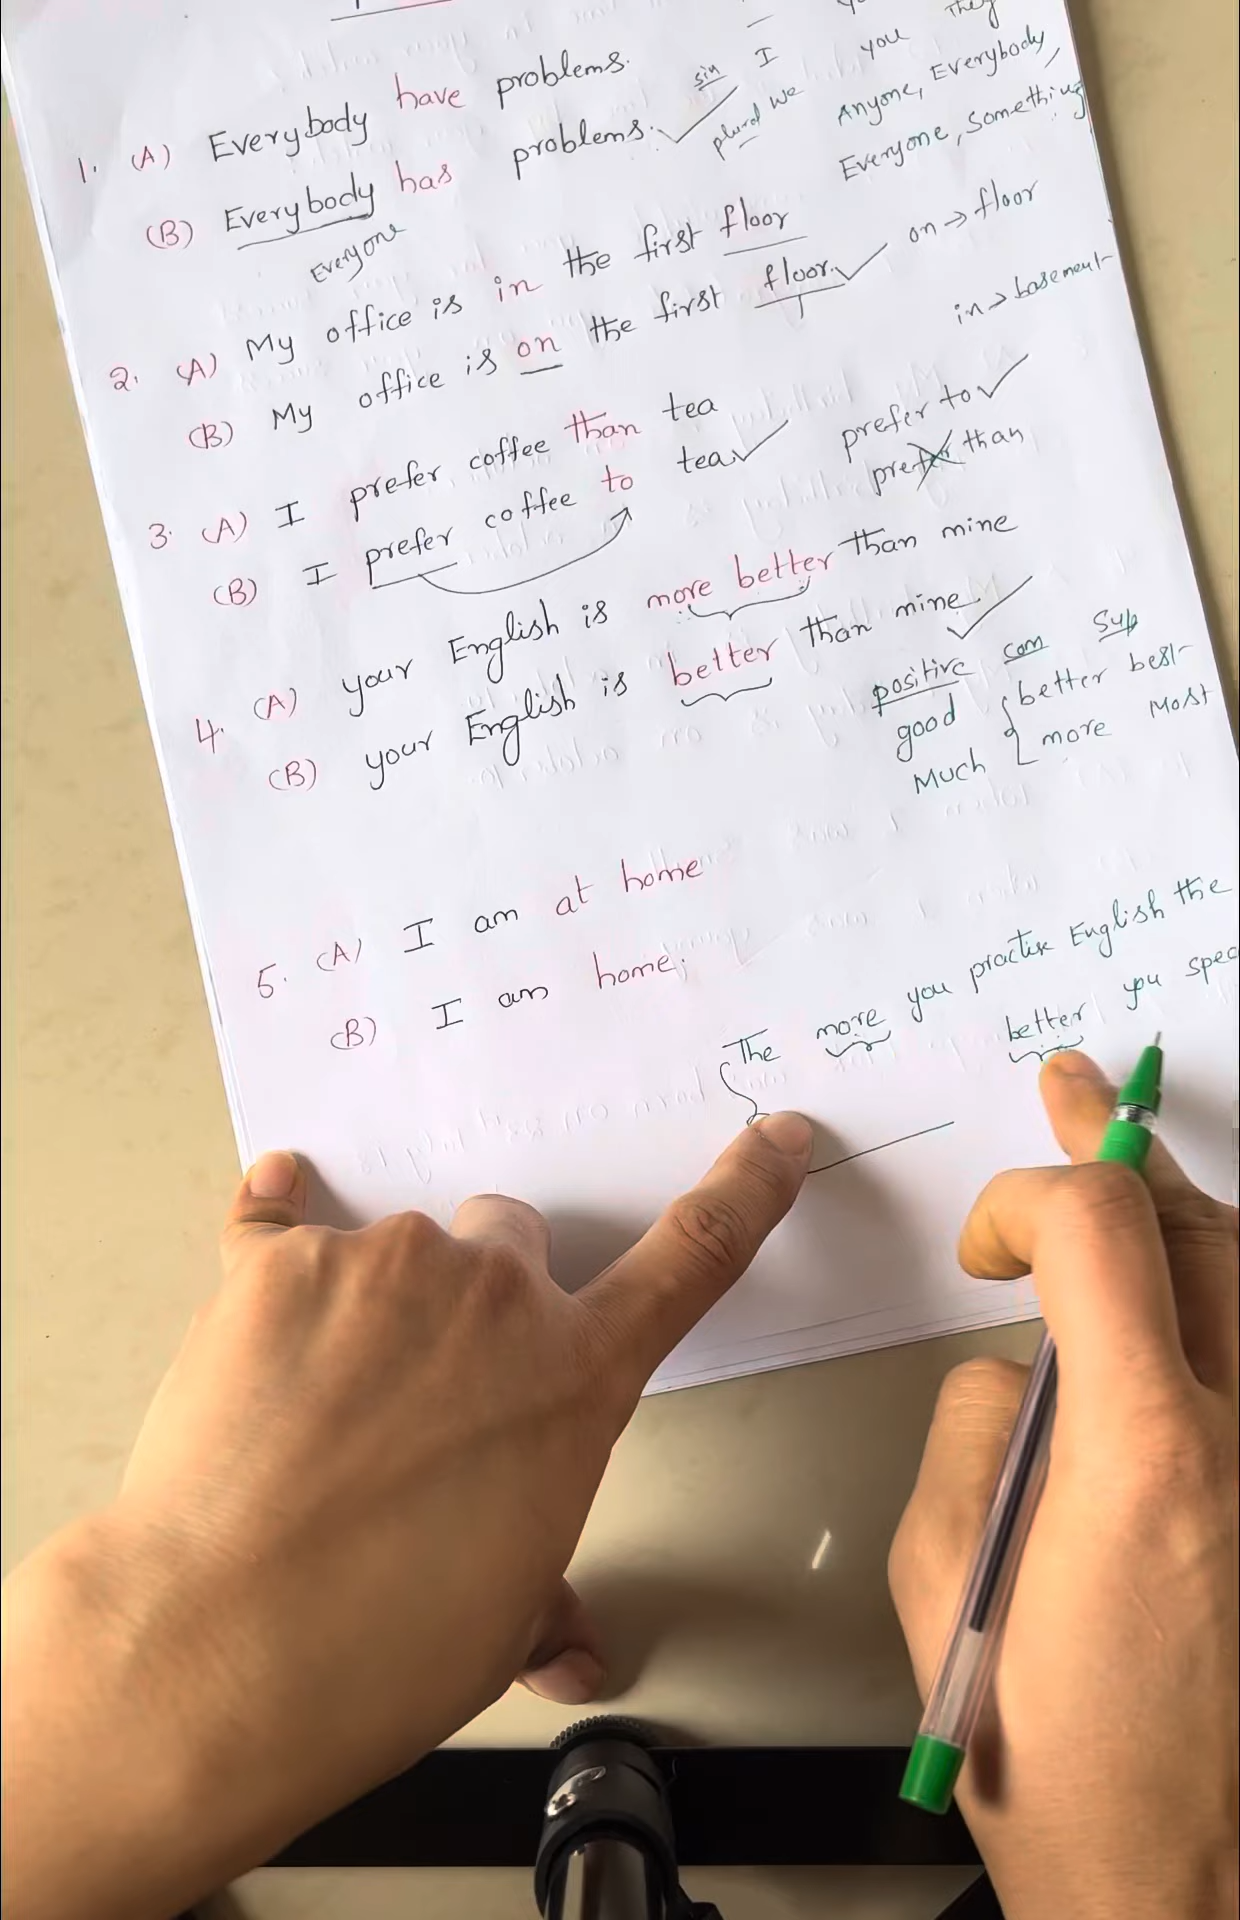 1. (A) Everybody have problems.
(B) Everybody has problems.
Everyone
sin I you They
plural we
Anyone, Everybody,
Everyone, Something
2. (A) My office is in the first floor
(B) My office is on the first floor.
on → floor
in → basement
3. (A) I prefer coffee than tea
(B) I prefer coffee to tea
prefer to
prefer than
4. (A) your English is more better than mine
(B) your English is better than mine
positive com sup
good better best
Much more Most
5. (A) I am at home
(B) I am home.
The more you practise English the
better you spea